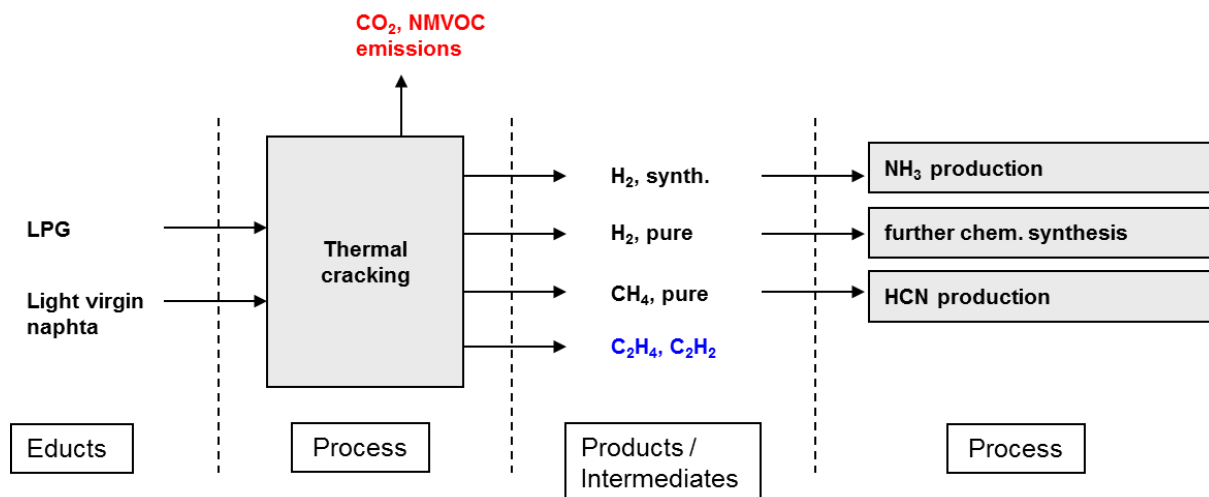 CO₂, NMVOC
emissions
LPG
Light virgin
naphta
Thermal
cracking
H₂, synth.
H₂, pure
CH₄, pure
C₂H₄, C₂H₂
NH₃ production
further chem. synthesis
HCN production
Educts
Process
Products /
Intermediates
Process